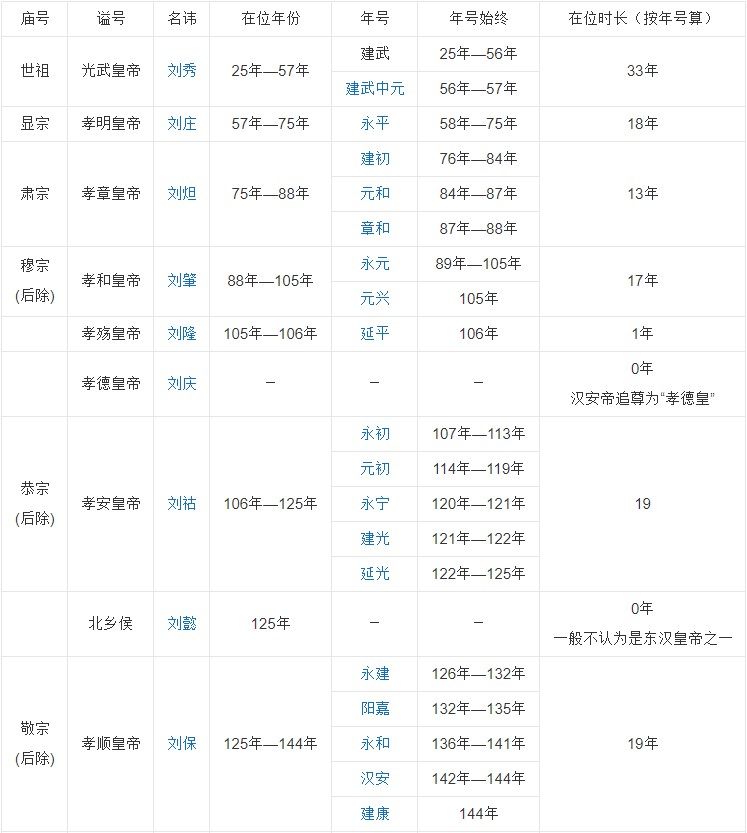 庙号 谥号 名讳 在位年份 年号 年号始终 在位时长（按年号算）
世祖 光武皇帝 刘秀 25年—57年 建武 25年—56年 33年
建武中元 56年—57年
显宗 孝明皇帝 刘庄 57年—75年 永平 58年—75年 18年
肃宗 孝章皇帝 刘炟 75年—88年 建初 76年—84年 13年
元和 84年—87年
章和 87年—88年
穆宗
(后除) 孝和皇帝 刘肇 88年—105年 永元 89年—105年 17年
元兴 105年
孝殇皇帝 刘隆 105年—106年 延平 106年 1年
孝德皇帝 刘庆 – – – 0年
汉安帝追尊为“孝德皇”
恭宗
(后除) 孝安皇帝 刘祜 106年—125年 永初 107年—113年 19
元初 114年—119年
永宁 120年—121年
建光 121年—122年
延光 122年—125年
北乡侯 刘懿 125年 – – 0年
一般不认为是东汉皇帝之一
敬宗
(后除) 孝顺皇帝 刘保 125年—144年 永建 126年—132年 19年
阳嘉 132年—135年
永和 136年—141年
汉安 142年—144年
建康 144年